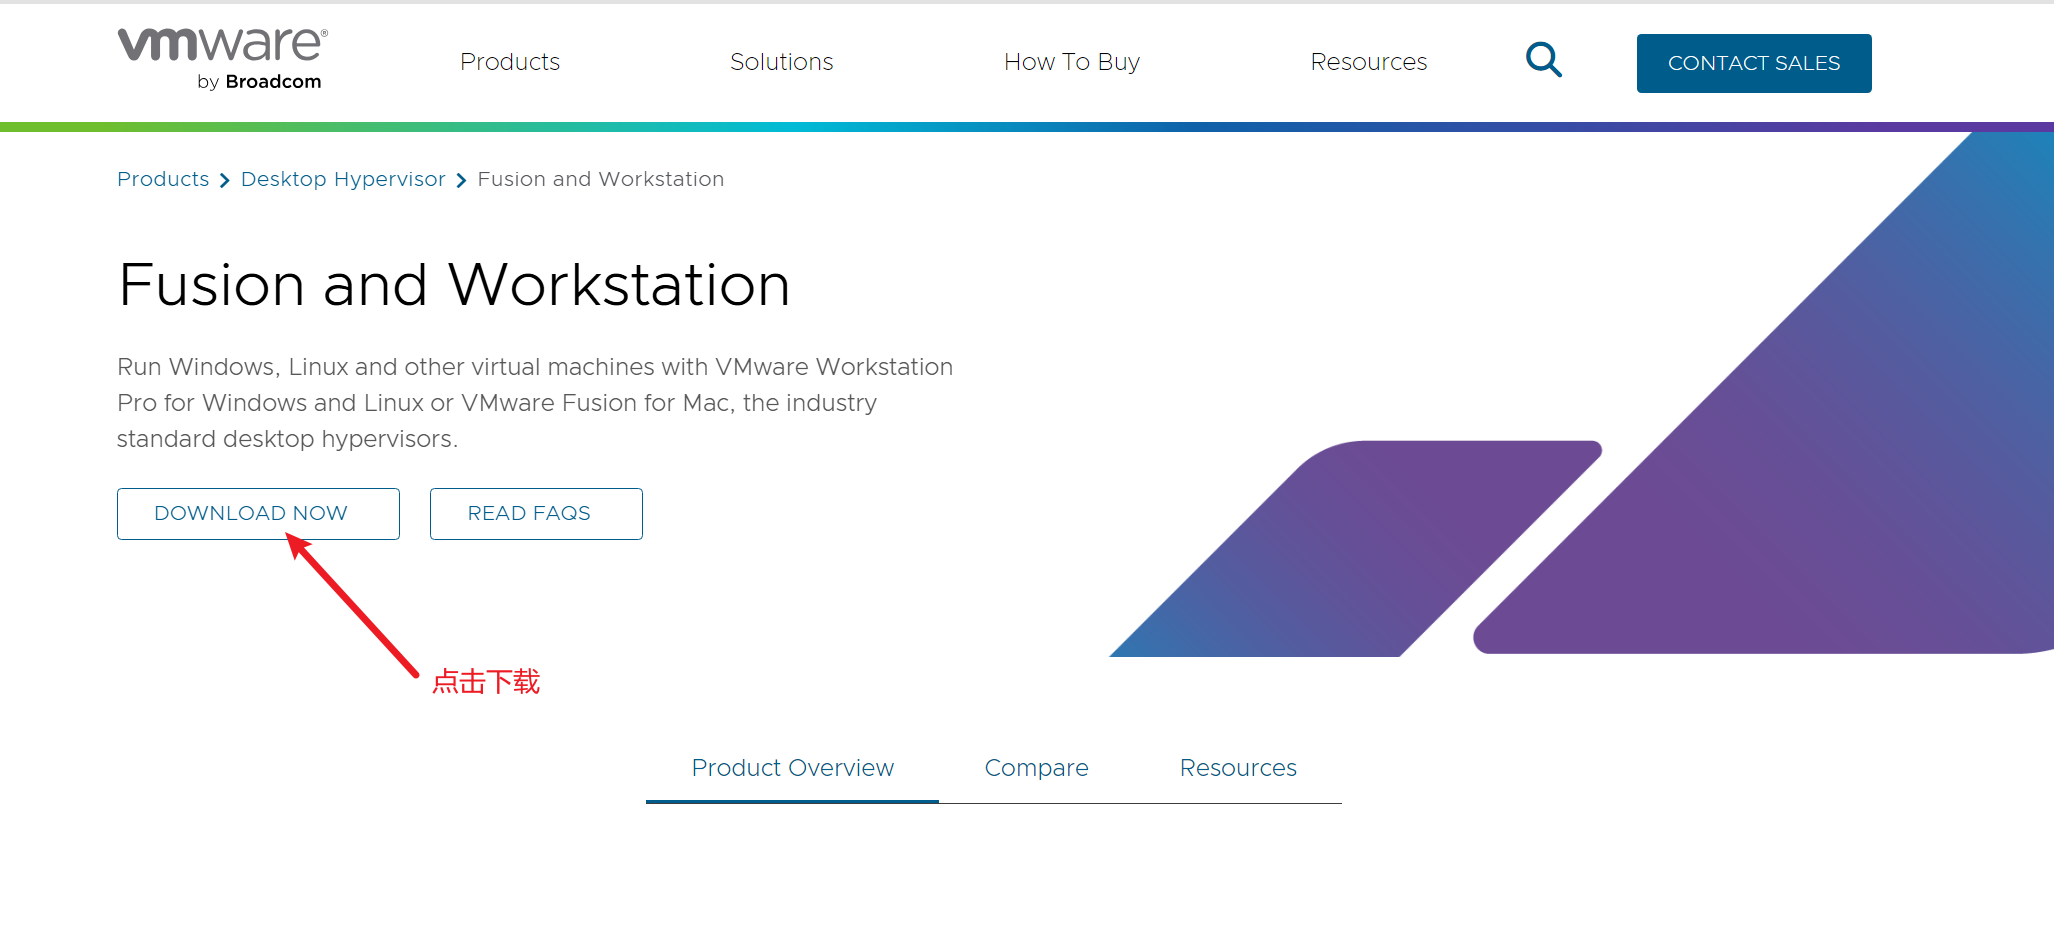 vmware®
by Broadcom
Products
Solutions
How To Buy
Resources
CONTACT SALES
Products > Desktop Hypervisor > Fusion and Workstation
Fusion and Workstation
Run Windows, Linux and other virtual machines with VMware Workstation
Pro for Windows and Linux or VMware Fusion for Mac, the industry
standard desktop hypervisors.
DOWNLOAD NOW
READ FAQS
点击下载
Product Overview
Compare
Resources